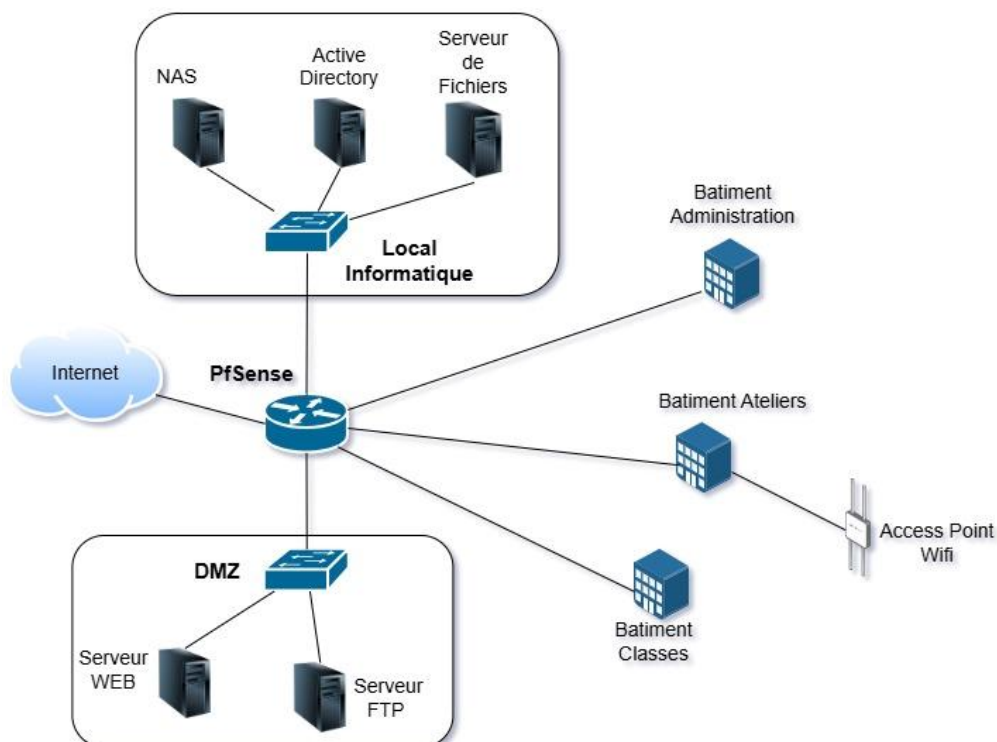 NAS
Active
Directory
Serveur
de
Fichiers
Local
Informatique
Batiment
Administration
Internet
PfSense
Batiment Ateliers
Access Point
Wifi
DMZ
Batiment
Classes
Serveur
WEB
Serveur
FTP